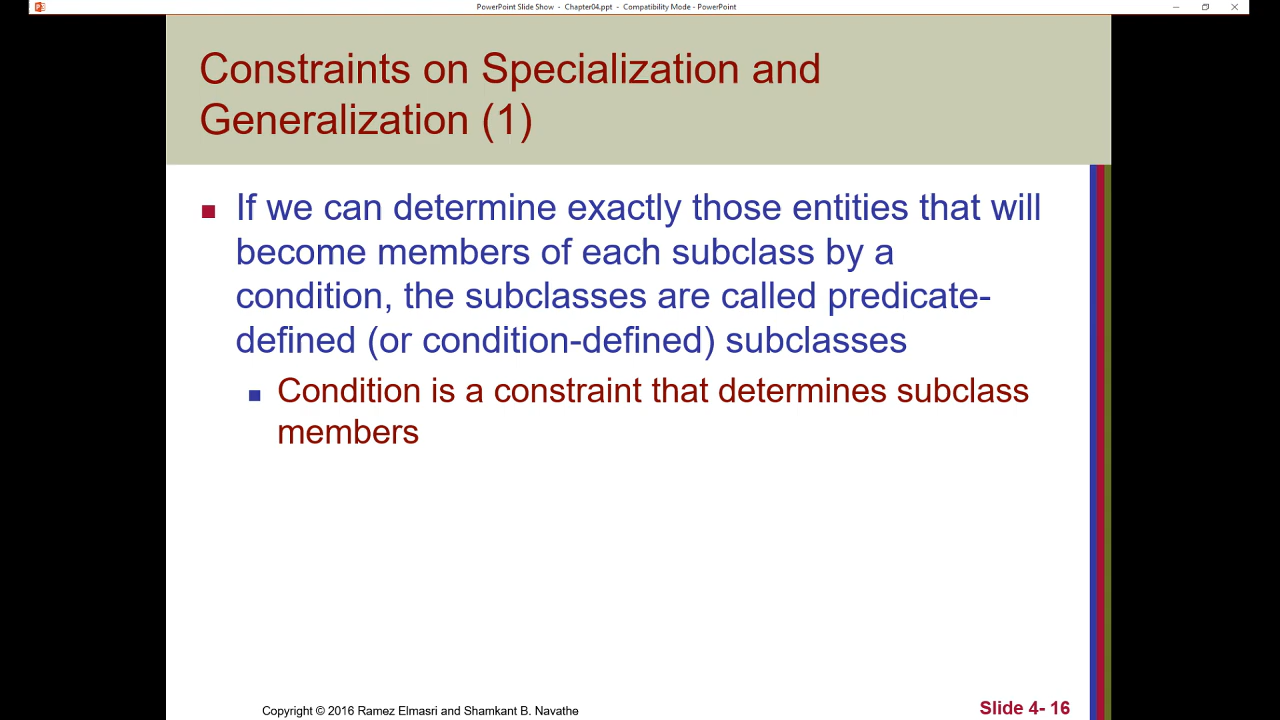 PowerPoint Slide Show - Chapter04.ppt - Compatibility Mode - PowerPoint
Constraints on Specialization and
Generalization (1)
If we can determine exactly those entities that will
become members of each subclass by a
condition, the subclasses are called predicate-
defined (or condition-defined) subclasses
Condition is a constraint that determines subclass
members
Copyright © 2016 Ramez Elmasri and Shamkant B. Navathe
Slide 4- 16